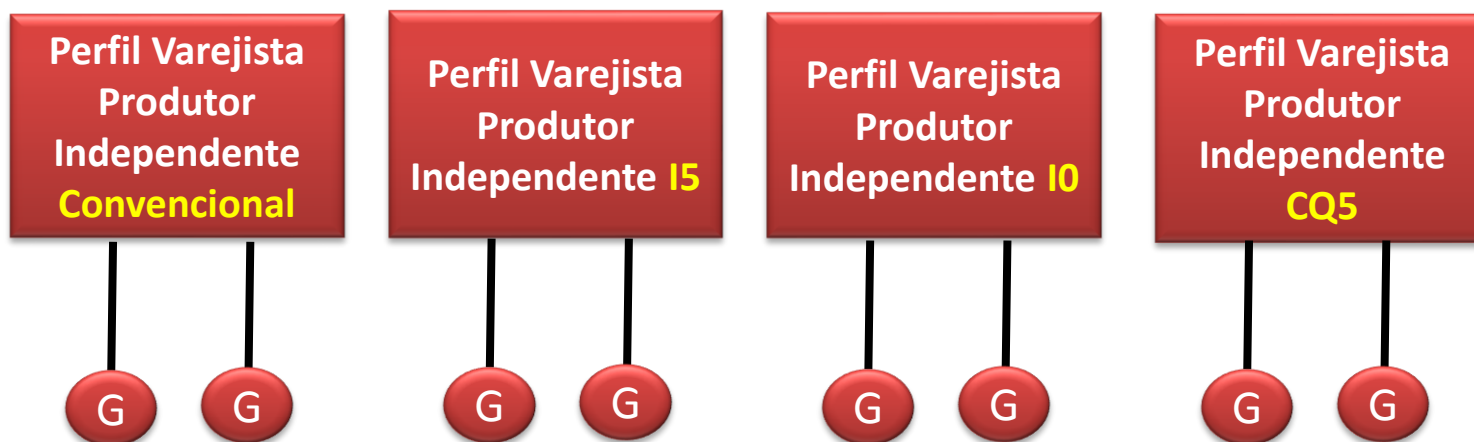 Perfil Varejista
Produtor
Independente
Convencional
Perfil Varejista
Produtor
Independente I5
Perfil Varejista
Produtor
Independente I0
Perfil Varejista
Produtor
Independente
CQ5
G
G
G
G
G
G
G
G